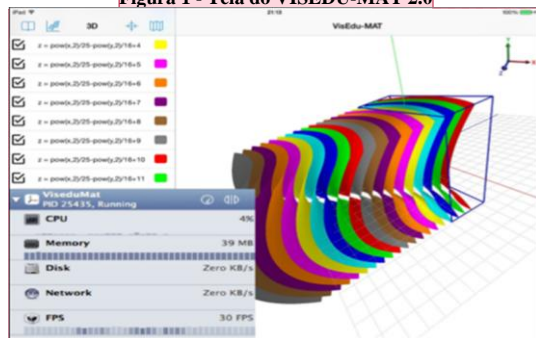 Figura 1 - Tela do VISEDU-MAT 2.0
iPad 21:13 100%
3D VisEdu-MAT
z = pow(x,2)/25-pow(y,2)/16+4
z = pow(x,2)/25-pow(y,2)/16+5
z = pow(x,2)/25-pow(y,2)/16+6
z = pow(x,2)/25-pow(y,2)/16+7
z = pow(x,2)/25-pow(y,2)/16+8
z = pow(x,2)/25-pow(y,2)/16+9
z = pow(x,2)/25-pow(y,2)/16+10
z = pow(x,2)/25-pow(y,2)/16+11
ViseduMat
PID 25435, Running
CPU 4%
Memory 39 MB
Disk Zero KB/s
Network Zero KB/s
FPS 30 FPS